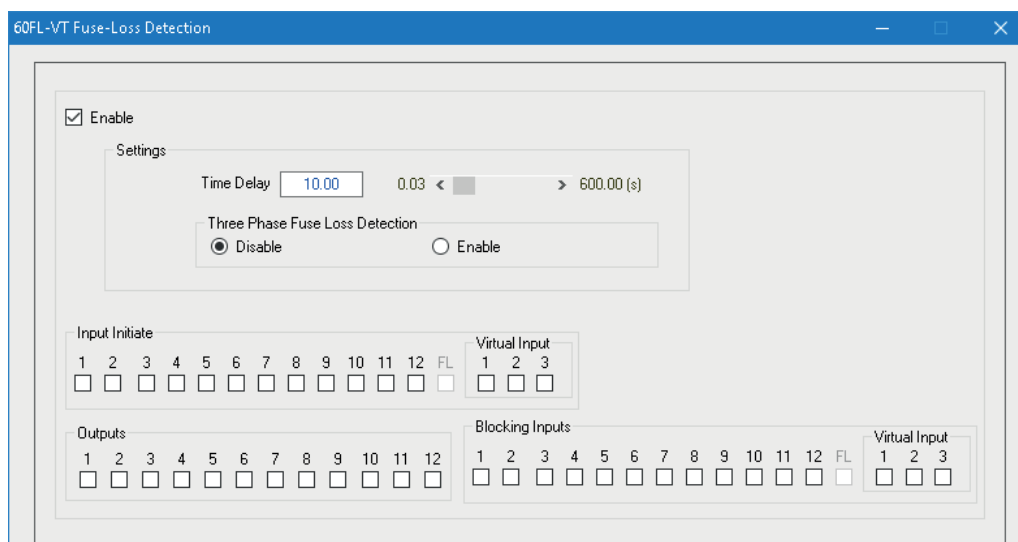 60FL-VT Fuse-Loss Detection
Enable
Settings
Time Delay 10.00 0.03 < > 600.00 (s)
Three Phase Fuse Loss Detection
Disable Enable
Input Initiate
1 2 3 4 5 6 7 8 9 10 11 12 FL
Virtual Input
1 2 3
Outputs
1 2 3 4 5 6 7 8 9 10 11 12
Blocking Inputs
1 2 3 4 5 6 7 8 9 10 11 12 FL
Virtual Input
1 2 3